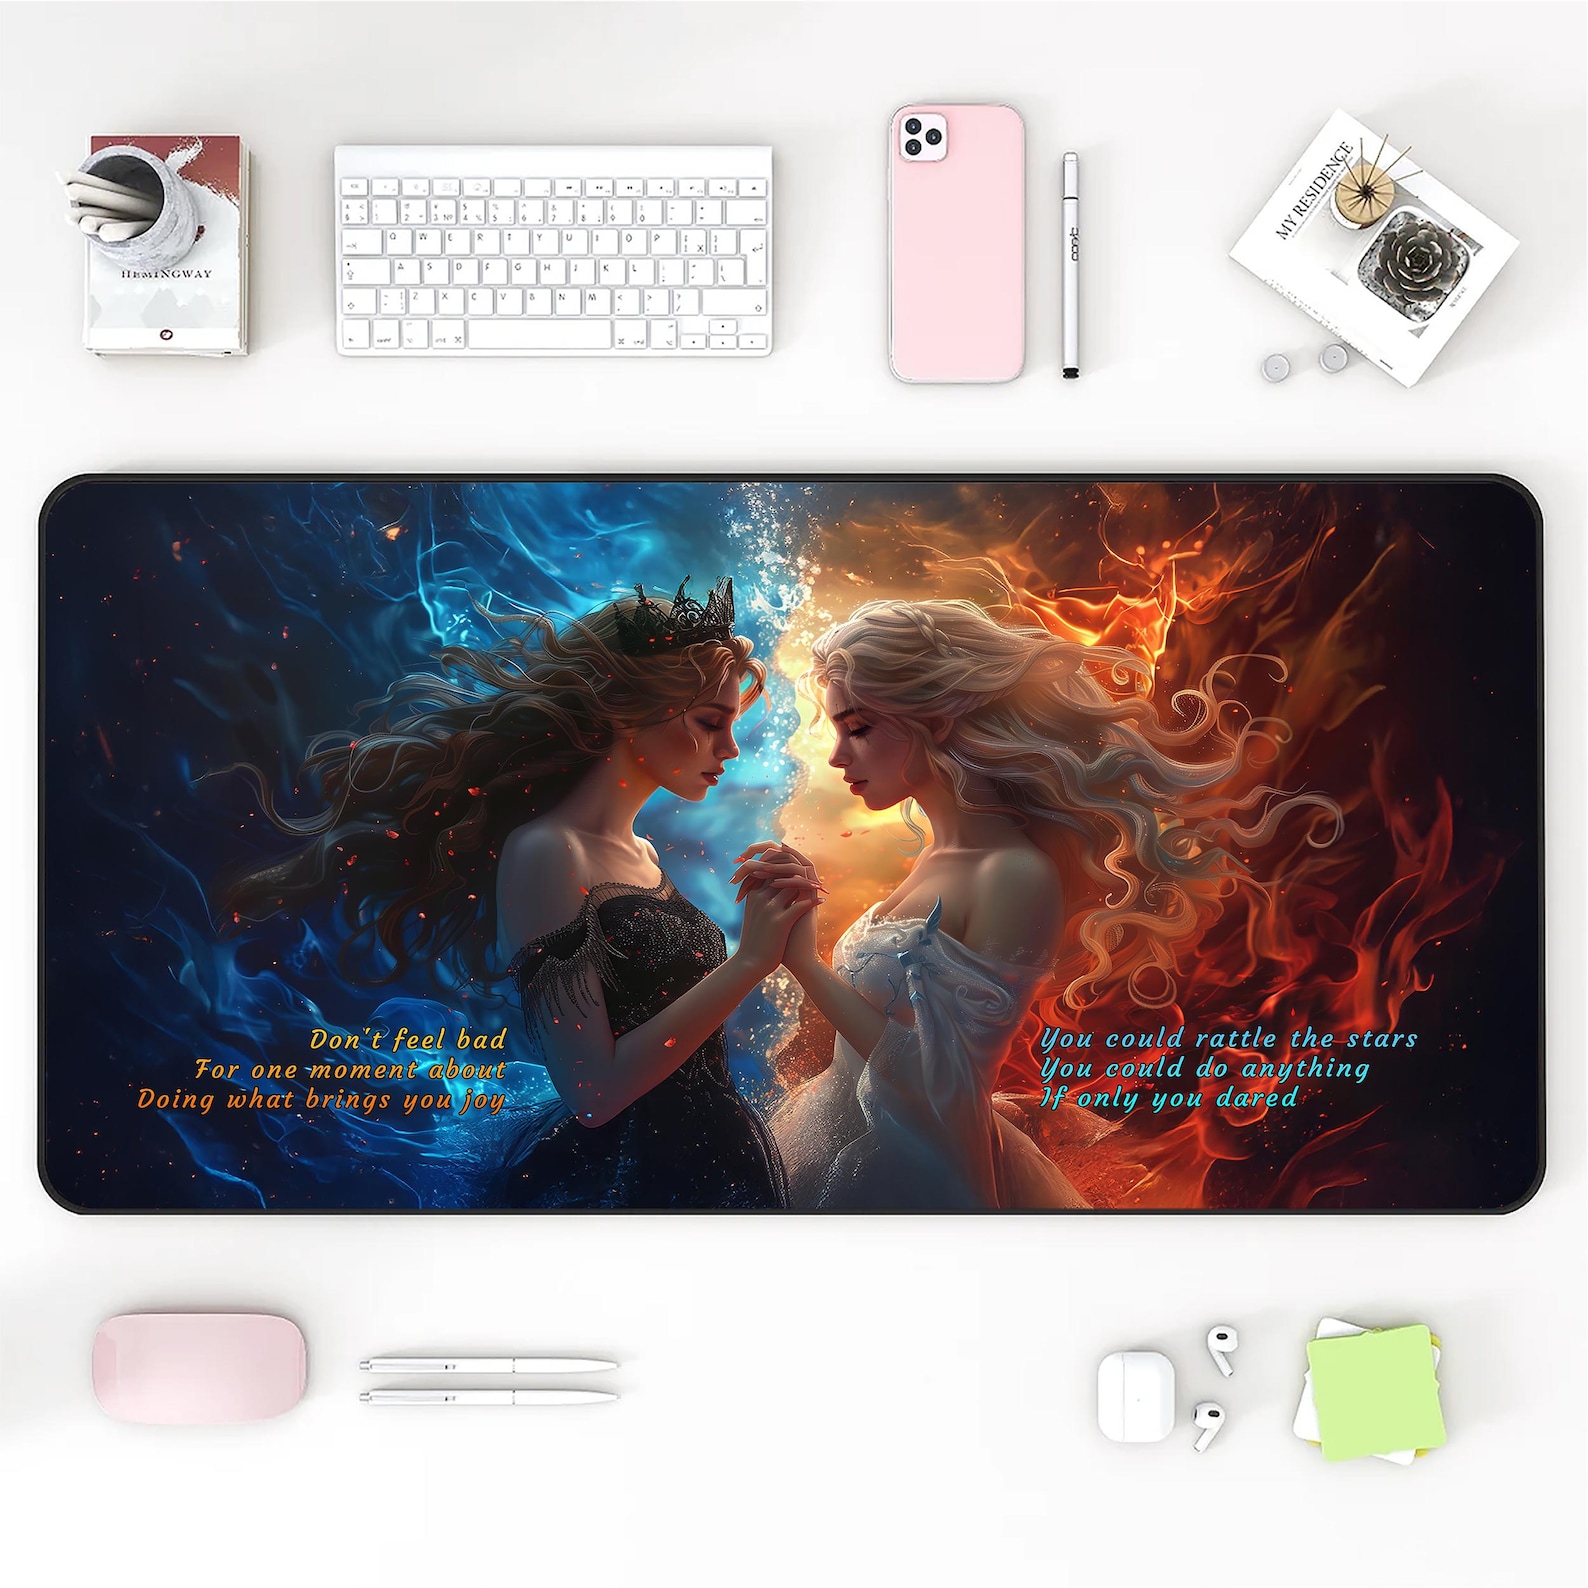 HEMINGWAY
Q W E R T Y U I O P
A S D F G H J K L
Z X C V B N M
copic
MY RESIDENCE
Don't feel bad
For one moment about
Doing what brings you joy
You could rattle the stars
You could do anything
If only you dared